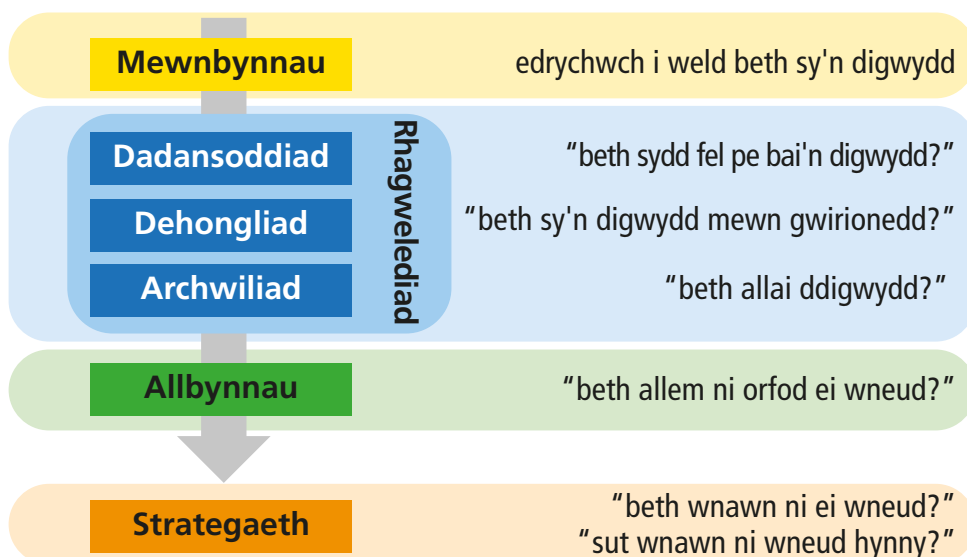 Mewnbynnau
edrychwch i weld beth sy'n digwydd
Rhagwelediad
Dadansoddiad
“beth sydd fel pe bai'n digwydd?”
Dehongliad
“beth sy'n digwydd mewn gwirionedd?”
Archwiliad
“beth allai ddigwydd?”
Allbynnau
“beth allem ni orfod ei wneud?”
Strategaeth
“beth wnawn ni ei wneud?”
“sut wnawn ni wneud hynny?”